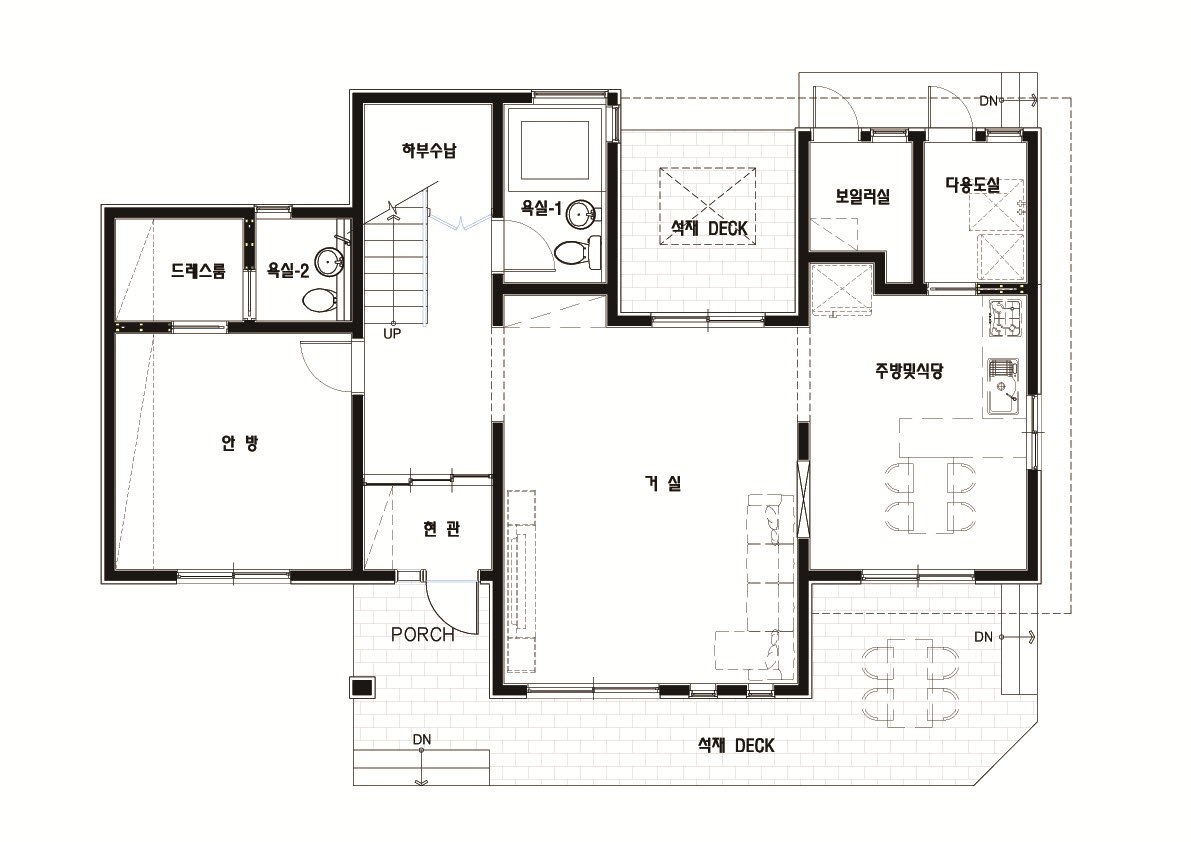 DN
하부수납
보일러실
다용도실
욕실-1
석재 DECK
드레스룸
욕실-2
UP
주방및식당
안 방
거 실
현 관
PORCH
DN
DN
석재 DECK